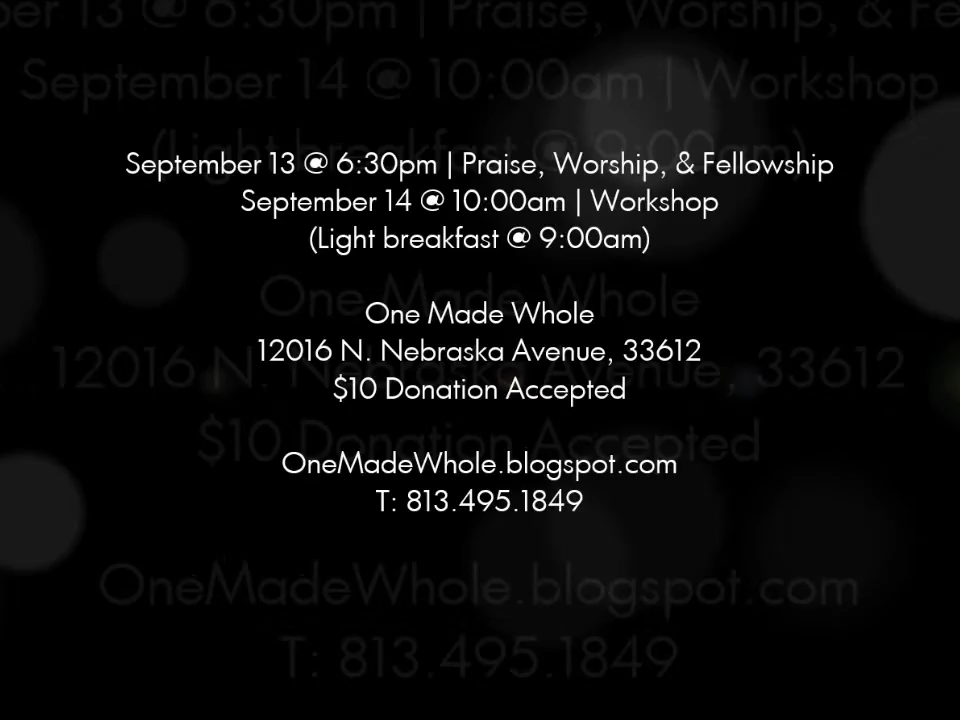 September 13 @ 6:30pm | Praise, Worship, & Fellowship
September 14 @ 10:00am | Workshop
(Light breakfast @ 9:00am)
One Made Whole
12016 N. Nebraska Avenue, 33612
$10 Donation Accepted
OneMadeWhole.blogspot.com
T: 813.495.1849